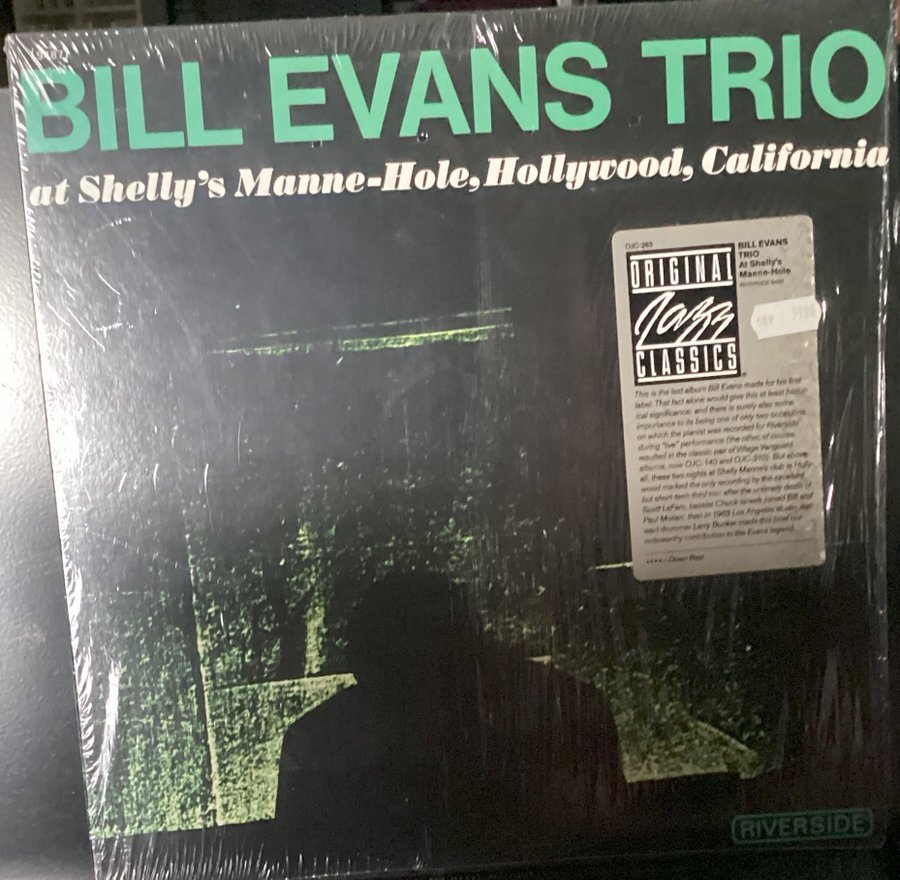 BILL EVANS TRIO
at Shelly's Manne-Hole, Hollywood, California
OJC-263
ORIGINAL
Jazz
CLASSICS
BILL EVANS
TRIO
At Shelly's
Manne-Hole
RIVERSIDE 9487
This is the last album Bill Evans made for his first
label. That fact alone would give this at least histor-
ical significance; and there is surely also some
importance to its being one of only two occasions
on which the pianist was recorded for Riverside
during "live" performance (the other, of course,
resulted in the classic pair of Village Vanguard
albums, now OJC-140 and OJC-210). But above
all, these two nights at Shelly Manne's club in Holly-
wood marked the only recording by the excellent
but short term third trio: after the untimely death of
Scott LaFaro, bassist Chuck Israels joined Bill and
Paul Motian; then in 1963 Los Angeles studio
drummer Larry Bunker made this brief but
noteworthy contribution to the Evans legend.
****—Down Beat
RIVERSIDE